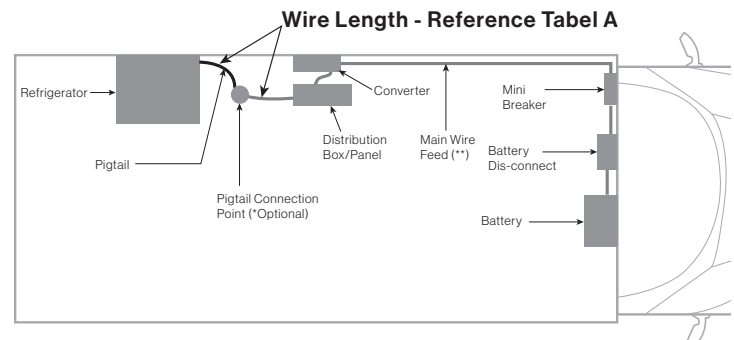 Wire Length - Reference Tabel A
Refrigerator
Converter
Mini
Breaker
Distribution
Box/Panel
Main Wire
Feed (**)
Battery
Dis-connect
Pigtail
Pigtail Connection
Point (*Optional)
Battery